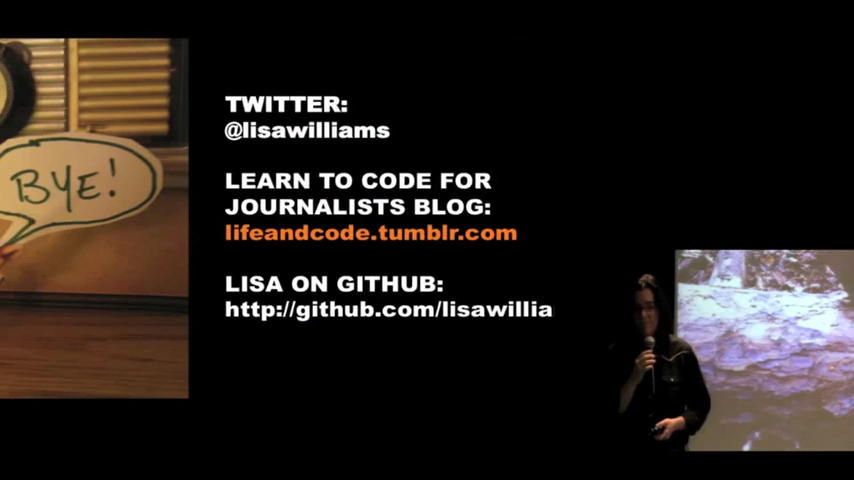 BYE!
TWITTER:
@lisawilliams
LEARN TO CODE FOR
JOURNALISTS BLOG:
lifeandcode.tumblr.com
LISA ON GITHUB:
http://github.com/lisawillia